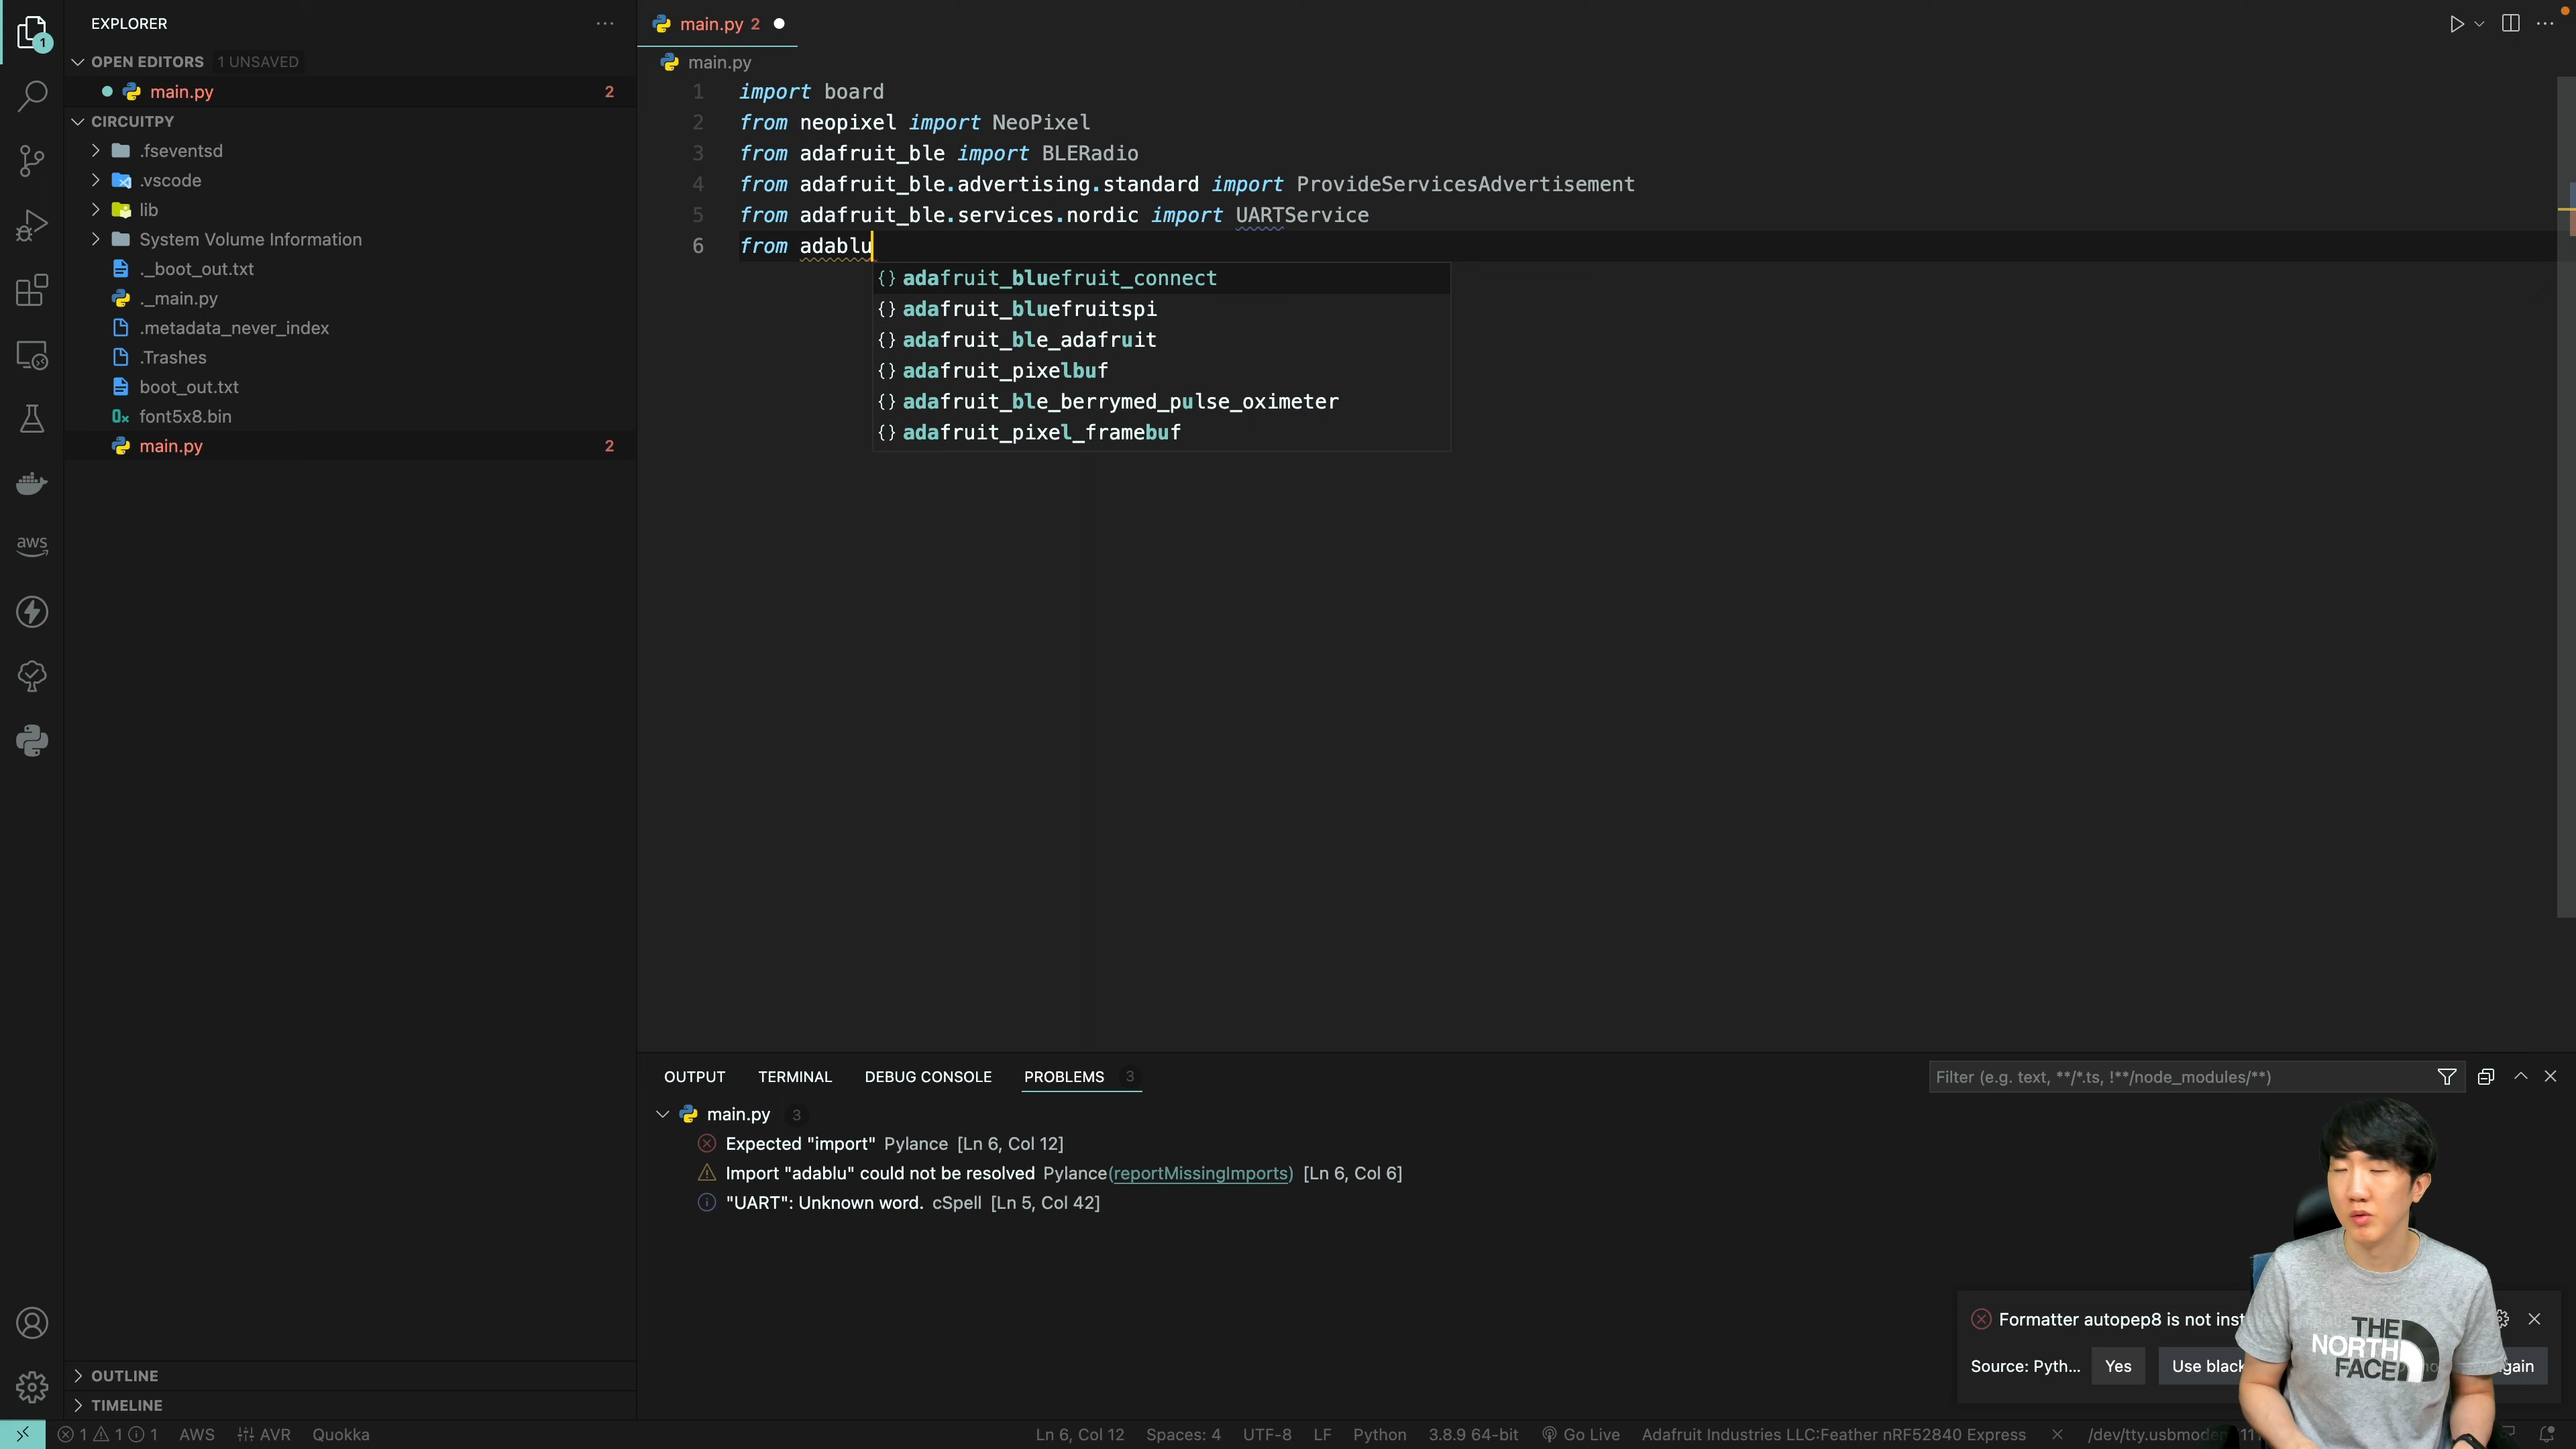 EXPLORER
OPEN EDITORS 1 UNSAVED
main.py 2
CIRCUITPY
.fseventsd
.vscode
lib
System Volume Information
._boot_out.txt
._main.py
.metadata_never_index
.Trashes
boot_out.txt
font5x8.bin
main.py 2
OUTLINE
TIMELINE
1
aws
main.py 2
main.py
1 import board
2 from neopixel import NeoPixel
3 from adafruit_ble import BLERadio
4 from adafruit_ble.advertising.standard import ProvideServicesAdvertisement
5 from adafruit_ble.services.nordic import UARTService
6 from adablu
{} adafruit_bluefruit_connect
{} adafruit_bluefruitspi
{} adafruit_ble_adafruit
{} adafruit_pixelbuf
{} adafruit_ble_berrymed_pulse_oximeter
{} adafruit_pixel_framebuf
OUTPUT TERMINAL DEBUG CONSOLE PROBLEMS 3
Filter (e.g. text, **/*.ts, !**/node_modules/**)
main.py 3
Expected "import" Pylance [Ln 6, Col 12]
Import "adablu" could not be resolved Pylance(reportMissingImports) [Ln 6, Col 6]
"UART": Unknown word. cSpell [Ln 5, Col 42]
Formatter autopep8 is not inst
Source: Pyth... Yes Use black gain
THE
NORTH
FACE
1 1 1 AWS AVR Quokka
Ln 6, Col 12 Spaces: 4 UTF-8 LF Python 3.8.9 64-bit Go Live Adafruit Industries LLC:Feather nRF52840 Express /dev/tty.usbmode 11